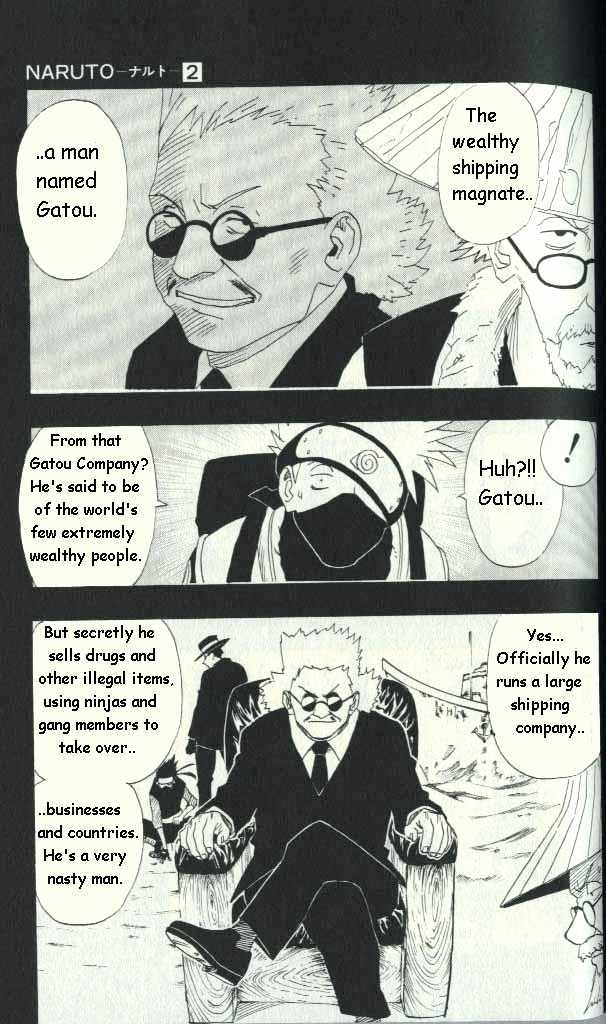 NARUTO－ナルト－2
The
wealthy
shipping
magnate..
..a man
named
Gatou.
!
Huh?!!
Gatou..
From that
Gatou Company?
He's said to be
of the world's
few extremely
wealthy people.
Yes...
Officially he
runs a large
shipping
company..
But secretly he
sells drugs and
other illegal items,
using ninjas and
gang members to
take over..
..businesses
and countries.
He's a very
nasty man.